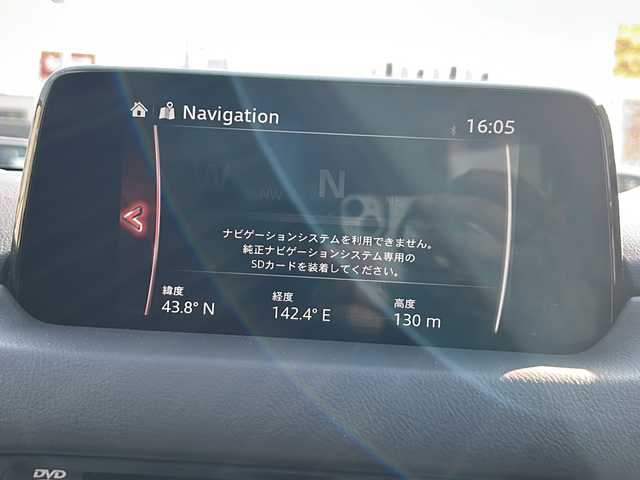 Navigation
16:05
N
NW
ナビゲーションシステムを利用できません。
純正ナビゲーションシステム専用の
SDカードを装着してください。
緯度 経度 高度
43.8° N 142.4° E 130 m
DVD